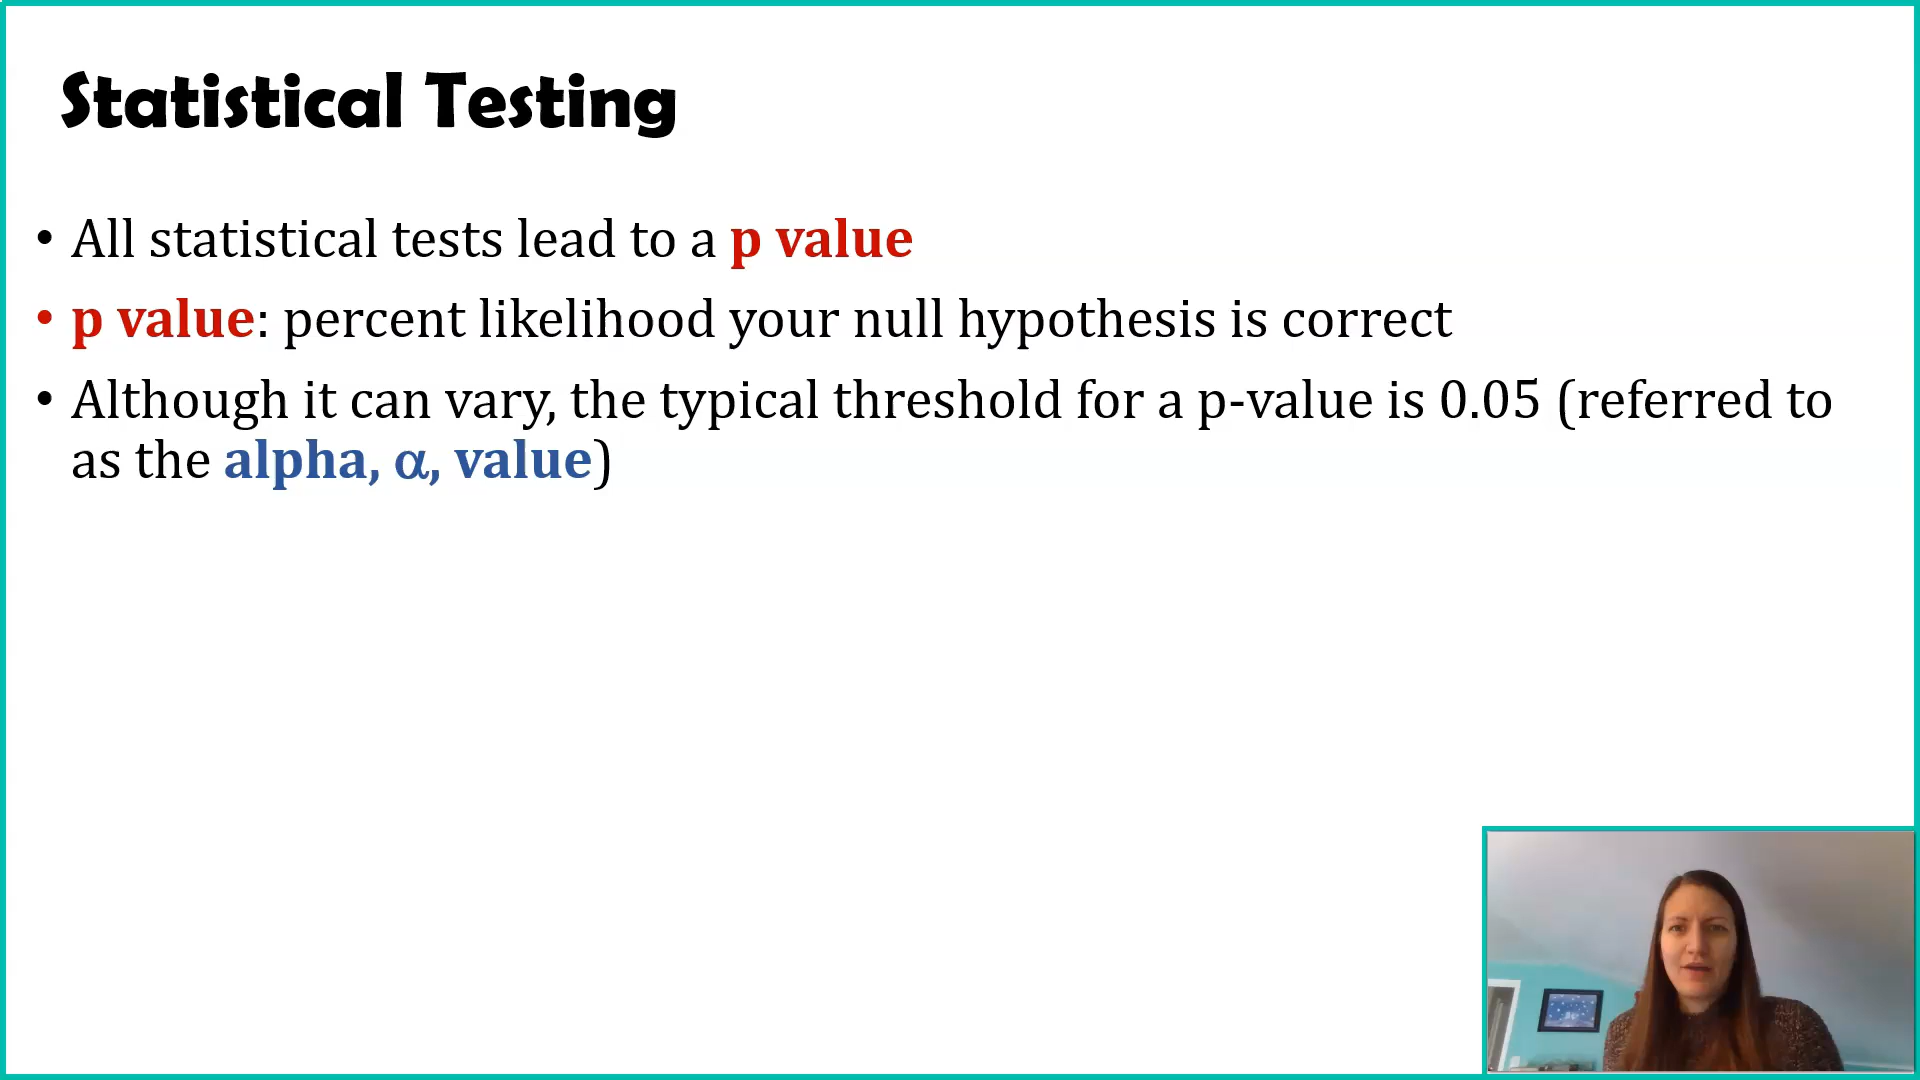 Statistical Testing
• All statistical tests lead to a p value
• p value: percent likelihood your null hypothesis is correct
• Although it can vary, the typical threshold for a p-value is 0.05 (referred to
as the alpha, α, value)